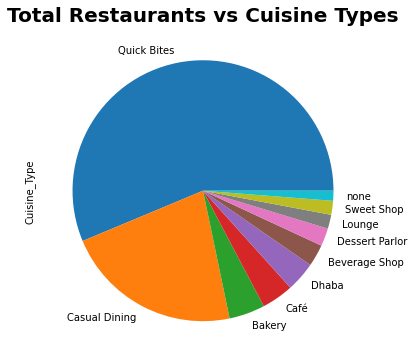 Total Restaurants vs Cuisine Types
Quick Bites
Cuisine_Type
none
Sweet Shop
Lounge
Dessert Parlor
Beverage Shop
Dhaba
Café
Bakery
Casual Dining